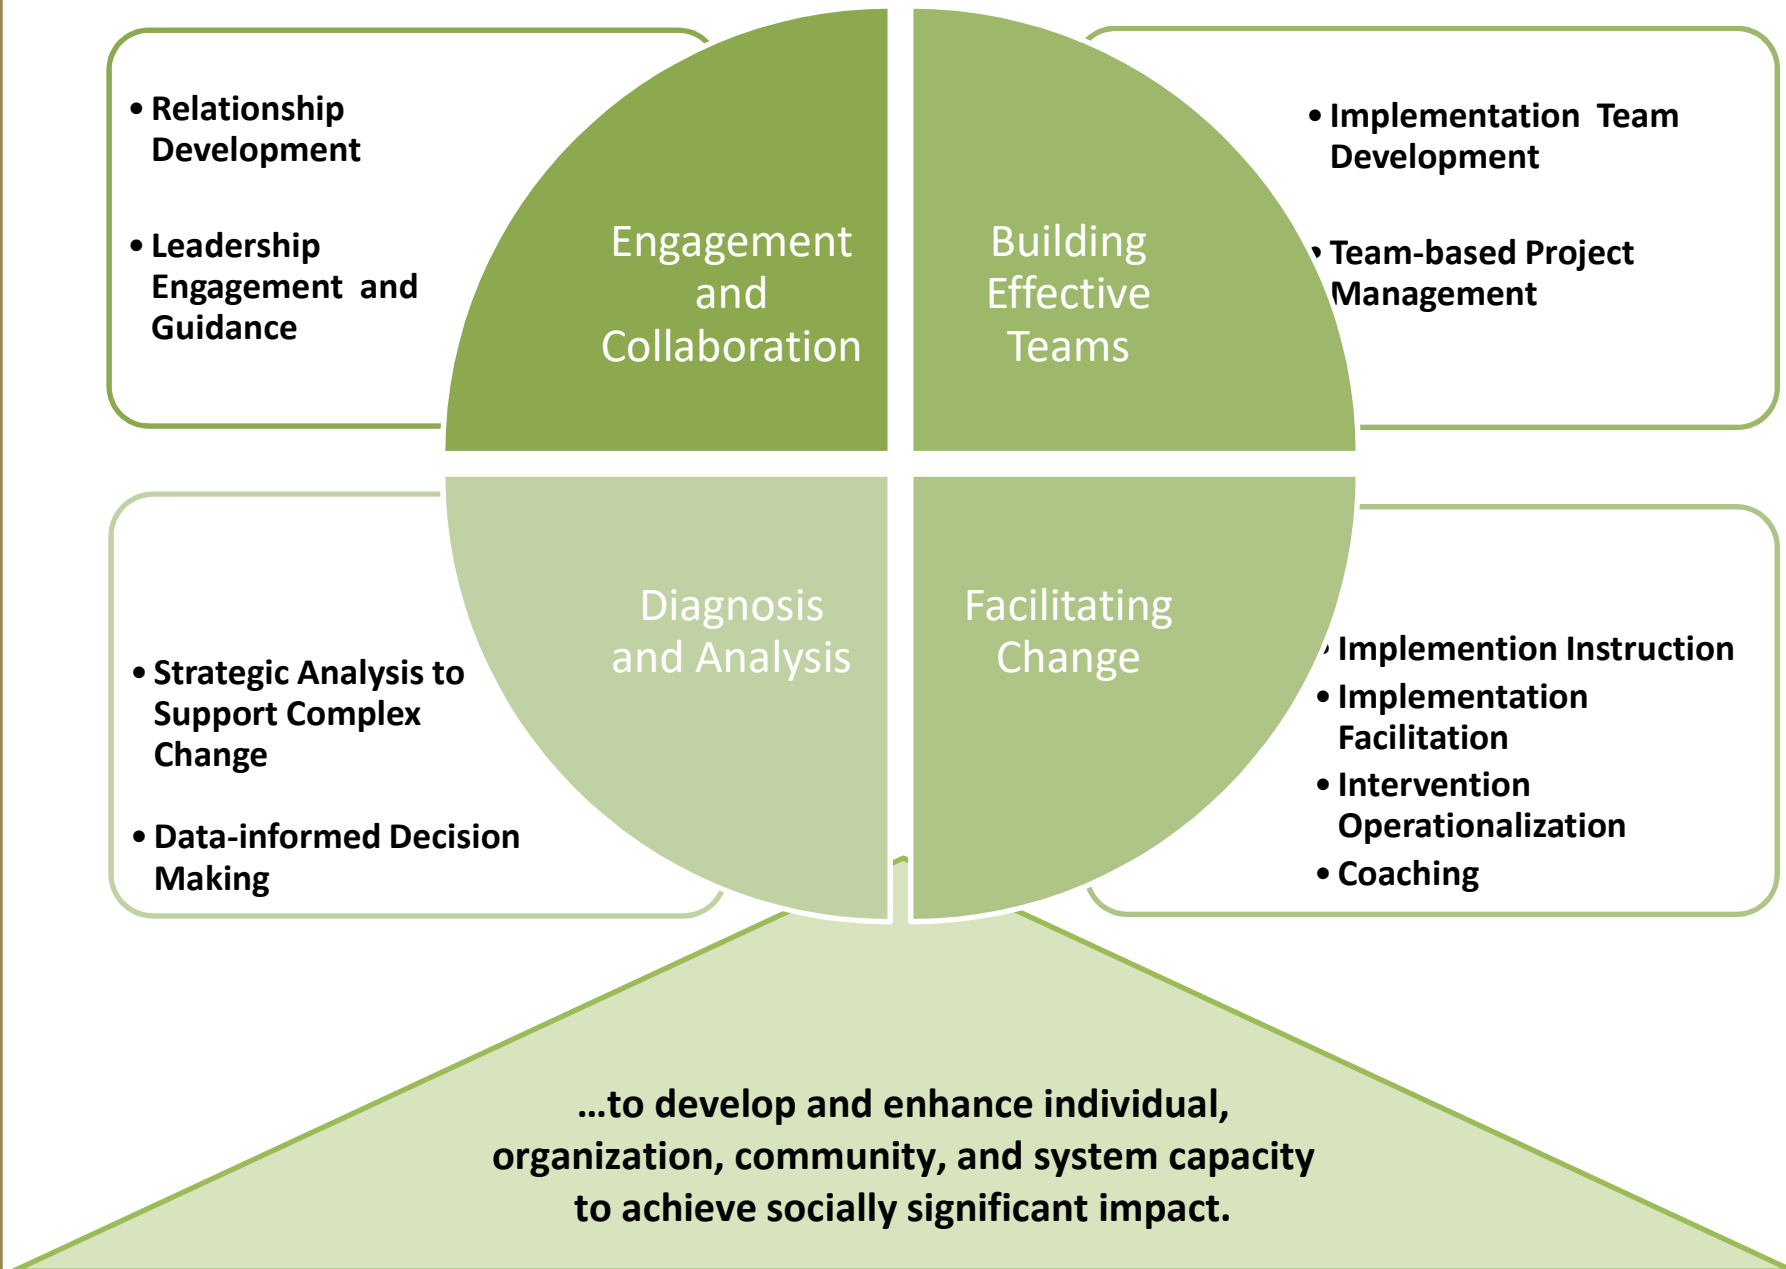 • Relationship
Development
• Leadership
Engagement and
Guidance
Engagement
and
Collaboration
Building
Effective
Teams
• Implementation Team
Development
• Team-based Project
Management
• Strategic Analysis to
Support Complex
Change
• Data-informed Decision
Making
Diagnosis
and Analysis
Facilitating
Change
• Implemention Instruction
• Implementation
Facilitation
• Intervention
Operationalization
• Coaching
...to develop and enhance individual,
organization, community, and system capacity
to achieve socially significant impact.